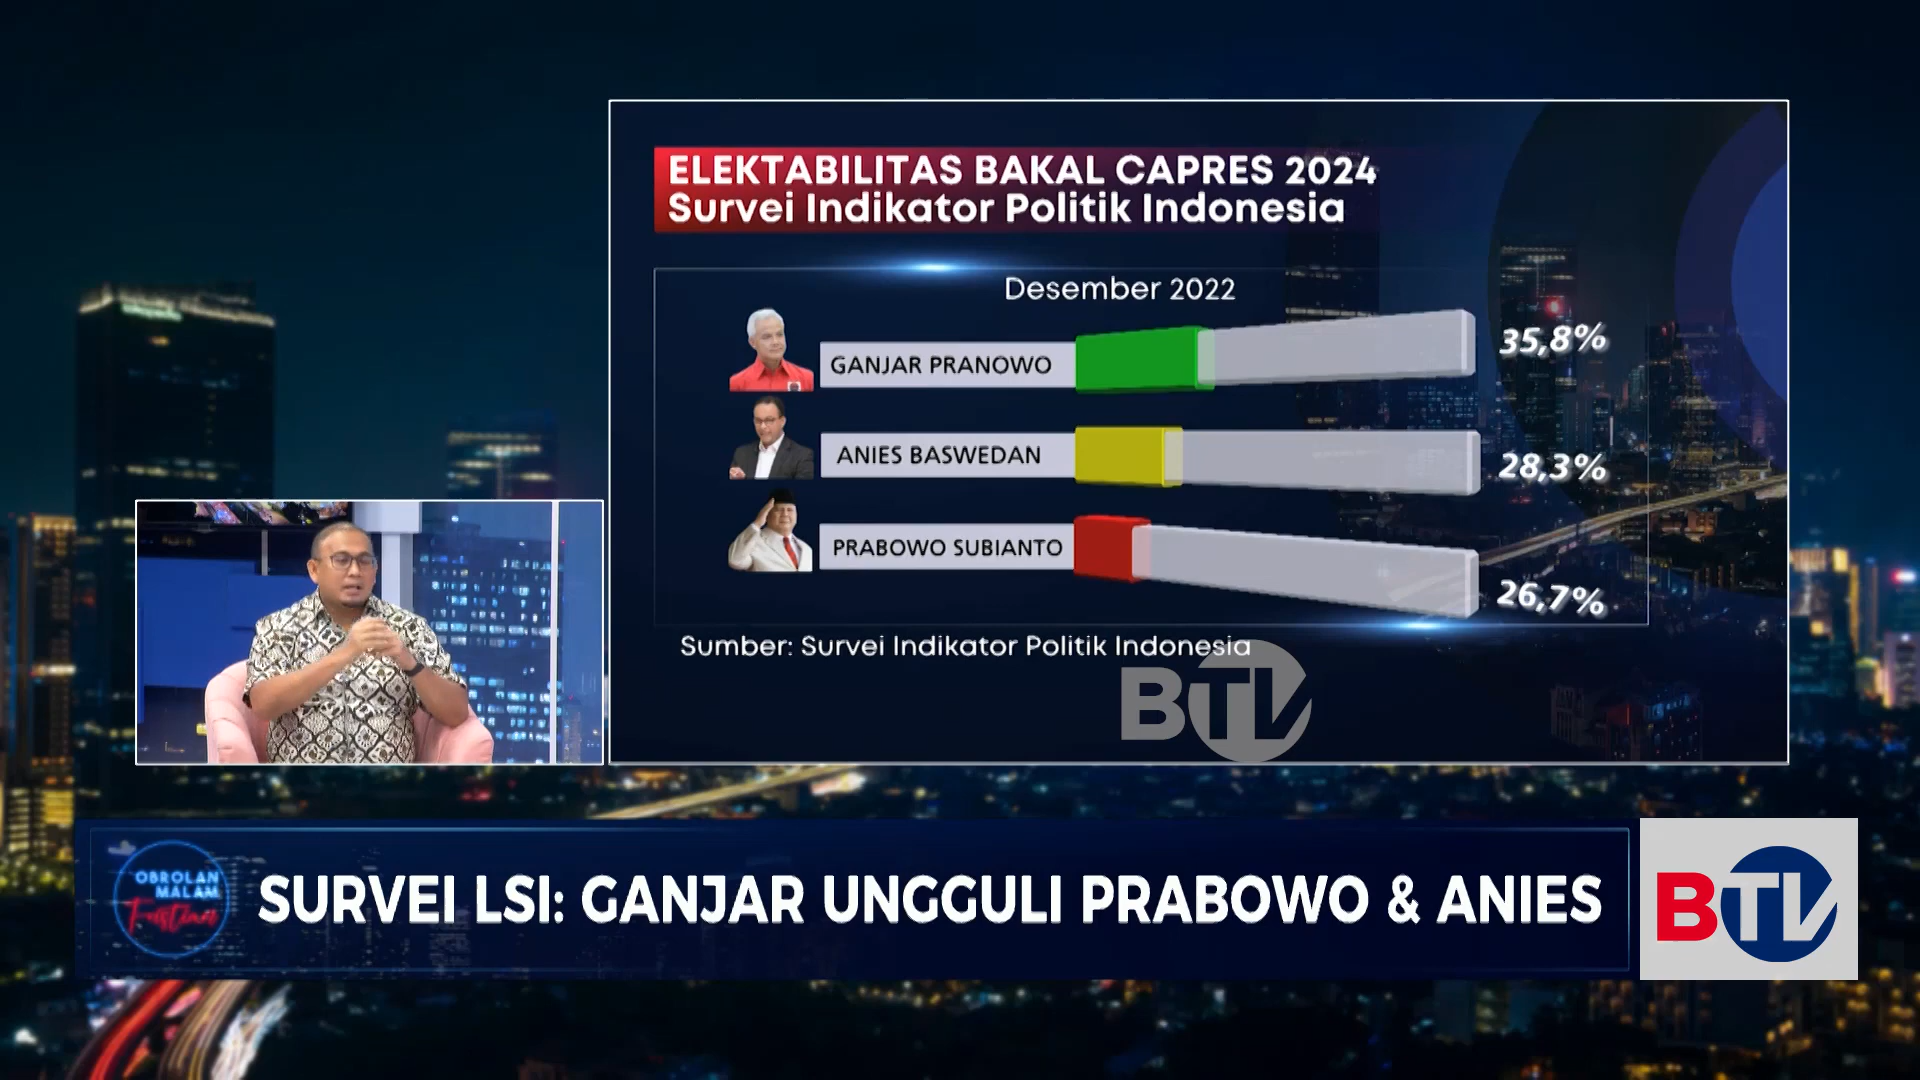 ELEKTABILITAS BAKAL CAPRES 2024
Survei Indikator Politik Indonesia
Desember 2022
GANJAR PRANOWO
35,8%
ANIES BASWEDAN
28,3%
PRABOWO SUBIANTO
26,7%
Sumber: Survei Indikator Politik Indonesia
BTV
OBROLAN
MALAM
Fristian
SURVEI LSI: GANJAR UNGGULI PRABOWO & ANIES
BTV